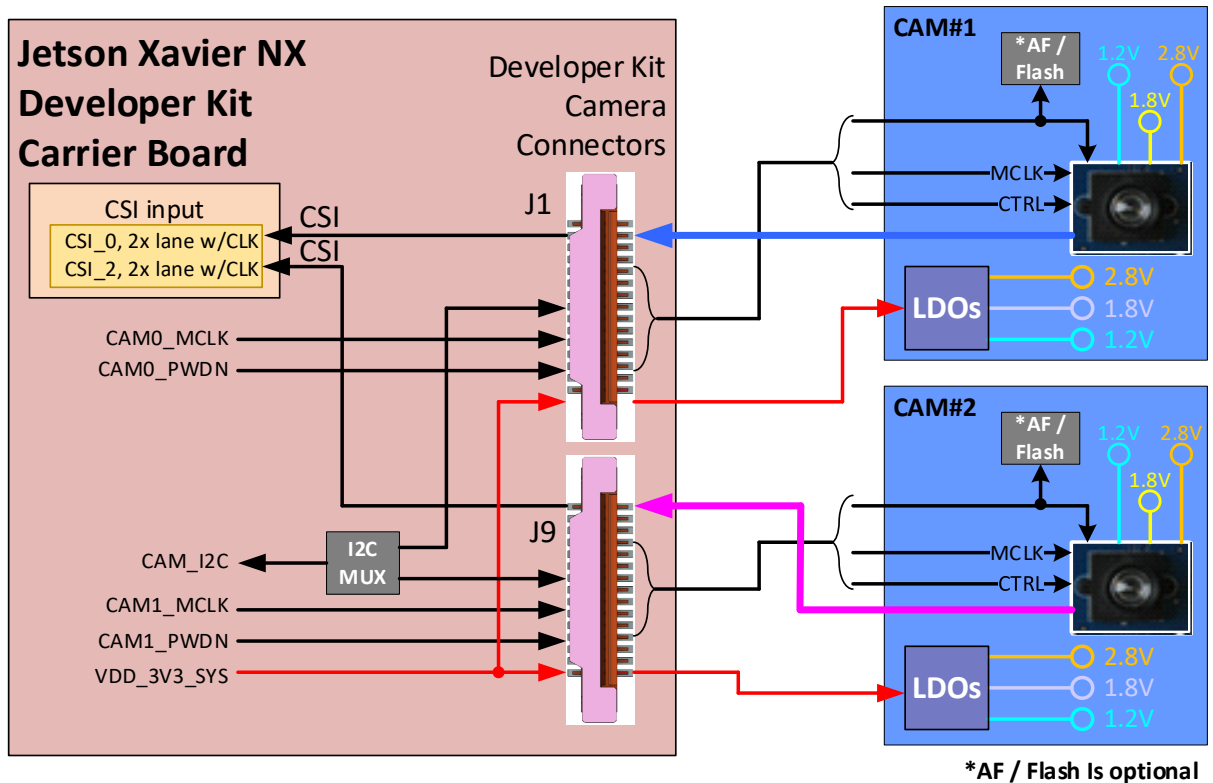 Jetson Xavier NX
Developer Kit
Carrier Board
Developer Kit
Camera
Connectors
CSI input
CSI_0, 2x lane w/CLK
CSI_2, 2x lane w/CLK
CSI
CSI
J1
CAM0_MCLK
CAM0_PWDN
J9
I2C
MUX
CAM_I2C
CAM1_MCLK
CAM1_PWDN
VDD_3V3_SYS
CAM#1
*AF /
Flash
1.2V
2.8V
1.8V
MCLK
CTRL
LDOs
2.8V
1.8V
1.2V
CAM#2
*AF /
Flash
1.2V
2.8V
1.8V
MCLK
CTRL
LDOs
2.8V
1.8V
1.2V
*AF / Flash Is optional